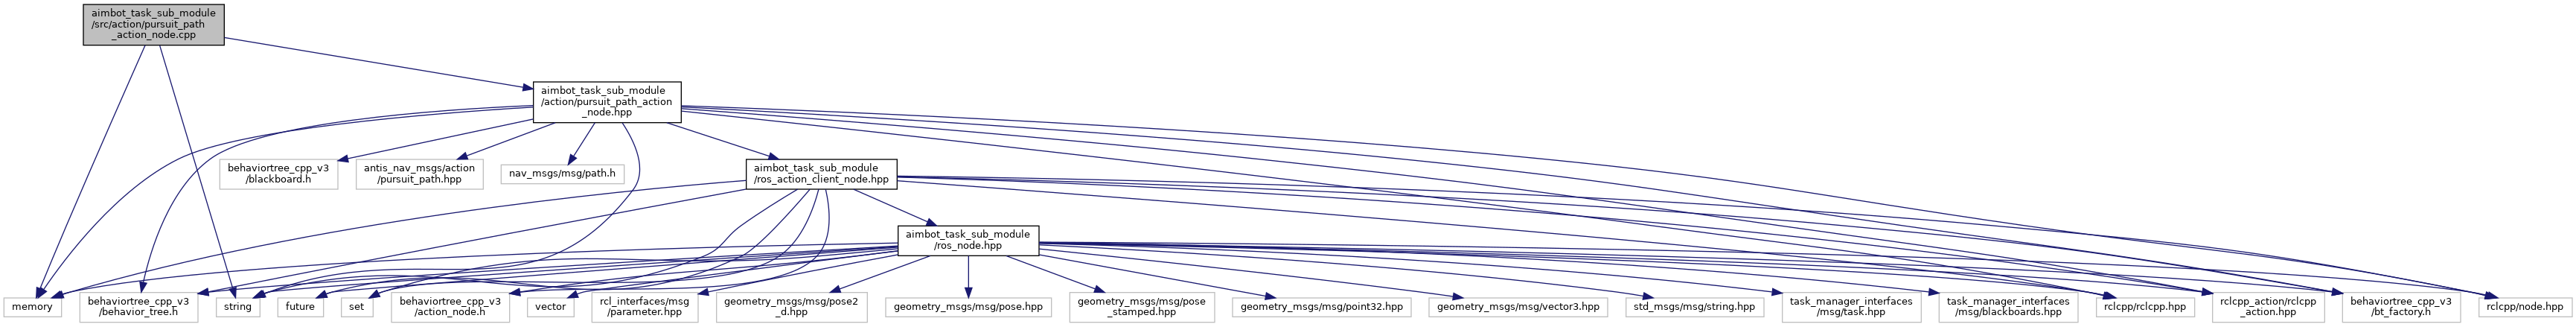 aimbot_task_sub_module
/src/action/pursuit_path
_action_node.cpp
aimbot_task_sub_module
/action/pursuit_path_action
_node.hpp
behaviortree_cpp_v3
/blackboard.h
antis_nav_msgs/action
/pursuit_path.hpp
nav_msgs/msg/path.h
aimbot_task_sub_module
/ros_action_client_node.hpp
aimbot_task_sub_module
/ros_node.hpp
memory
behaviortree_cpp_v3
/behavior_tree.h
string
future
set
behaviortree_cpp_v3
/action_node.h
vector
rcl_interfaces/msg
/parameter.hpp
geometry_msgs/msg/pose2
_d.hpp
geometry_msgs/msg/pose.hpp
geometry_msgs/msg/pose
_stamped.hpp
geometry_msgs/msg/point32.hpp
geometry_msgs/msg/vector3.hpp
std_msgs/msg/string.hpp
task_manager_interfaces
/msg/task.hpp
task_manager_interfaces
/msg/blackboards.hpp
rclcpp/rclcpp.hpp
rclcpp_action/rclcpp
_action.hpp
behaviortree_cpp_v3
/bt_factory.h
rclcpp/node.hpp